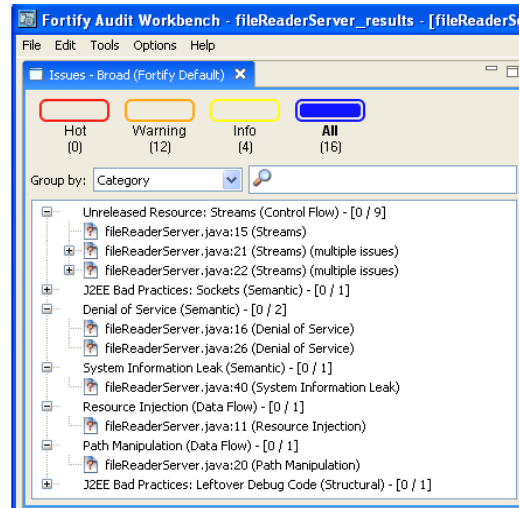 Fortify Audit Workbench - fileReaderServer_results - [fileReaderSe
File Edit Tools Options Help
Issues - Broad (Fortify Default)
Hot Warning Info All
(0) (12) (4) (16)
Group by: Category
Unreleased Resource: Streams (Control Flow) - [0 / 9]
fileReaderServer.java:15 (Streams)
fileReaderServer.java:21 (Streams) (multiple issues)
fileReaderServer.java:22 (Streams) (multiple issues)
J2EE Bad Practices: Sockets (Semantic) - [0 / 1]
Denial of Service (Semantic) - [0 / 2]
fileReaderServer.java:16 (Denial of Service)
fileReaderServer.java:26 (Denial of Service)
System Information Leak (Semantic) - [0 / 1]
fileReaderServer.java:40 (System Information Leak)
Resource Injection (Data Flow) - [0 / 1]
fileReaderServer.java:11 (Resource Injection)
Path Manipulation (Data Flow) - [0 / 1]
fileReaderServer.java:20 (Path Manipulation)
J2EE Bad Practices: Leftover Debug Code (Structural) - [0 / 1]